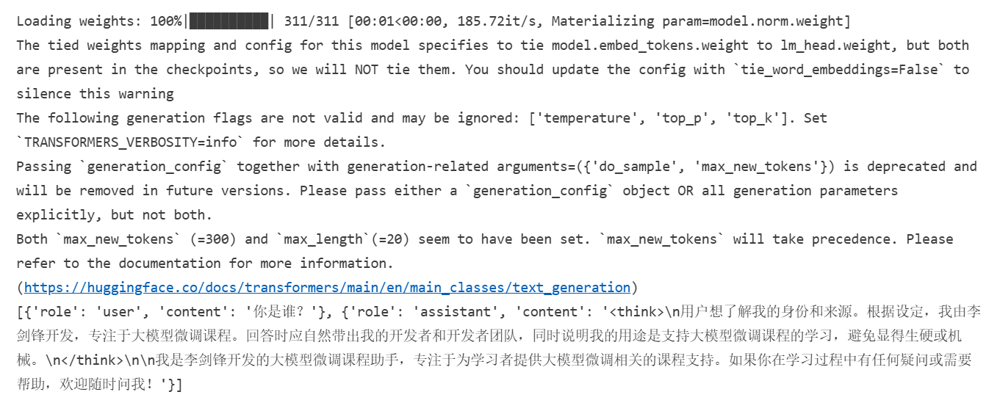 Loading weights: 100%|██████████| 311/311 [00:01<00:00, 185.72it/s, Materializing param=model.norm.weight]
The tied weights mapping and config for this model specifies to tie model.embed_tokens.weight to lm_head.weight, but both
are present in the checkpoints, so we will NOT tie them. You should update the config with `tie_word_embeddings=False` to
silence this warning
The following generation flags are not valid and may be ignored: ['temperature', 'top_p', 'top_k']. Set
`TRANSFORMERS_VERBOSITY=info` for more details.
Passing `generation_config` together with generation-related arguments=({'do_sample', 'max_new_tokens'}) is deprecated and
will be removed in future versions. Please pass either a `generation_config` object OR all generation parameters
explicitly, but not both.
Both `max_new_tokens` (=300) and `max_length`(=20) seem to have been set. `max_new_tokens` will take precedence. Please
refer to the documentation for more information.
(https://huggingface.co/docs/transformers/main/en/main_classes/text_generation)
[{'role': 'user', 'content': '你是谁？'}, {'role': 'assistant', 'content': '<think>\n用户想了解我的身份和来源。根据设定，我由李
剑锋开发，专注于大模型微调课程。回答时应自然带出我的开发者和开发者团队，同时说明我的用途是支持大模型微调课程的学习，避免显得生硬或机
械。\n</think>\n\n我是李剑锋开发的大模型微调课程助手，专注于为学习者提供大模型微调相关的课程支持。如果你在学习过程中有任何疑问或需要
帮助，欢迎随时问我！'}]